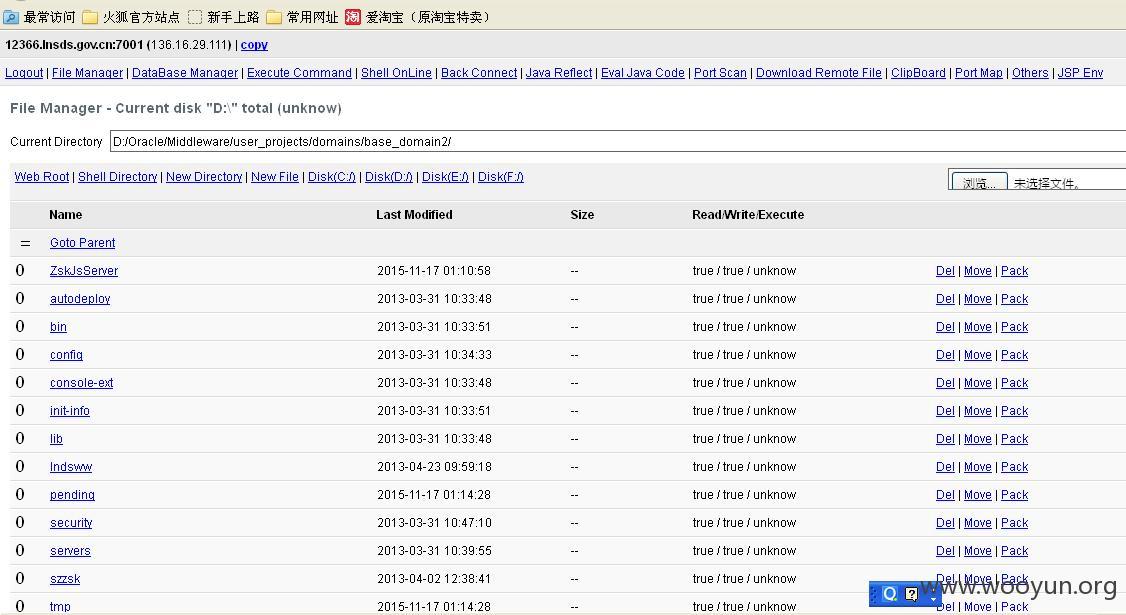 最常访问 火狐官方站点 新手上路 常用网址 淘 爱淘宝（原淘宝特卖）
12366.lnsds.gov.cn:7001 (136.16.29.111) | copy
Logout | File Manager | DataBase Manager | Execute Command | Shell OnLine | Back Connect | Java Reflect | Eval Java Code | Port Scan | Download Remote File | ClipBoard | Port Map | Others | JSP Env
File Manager - Current disk "D:\" total (unknow)
Current Directory D:/Oracle/Middleware/user_projects/domains/base_domain2/
Web Root | Shell Directory | New Directory | New File | Disk(C:/) | Disk(D:/) | Disk(E:/) | Disk(F:/) 浏览... 未选择文件。
Name Last Modified Size Read/Write/Execute
= Goto Parent
0 ZskJsServer 2015-11-17 01:10:58 -- true / true / unknow Del | Move | Pack
0 autodeploy 2013-03-31 10:33:48 -- true / true / unknow Del | Move | Pack
0 bin 2013-03-31 10:33:51 -- true / true / unknow Del | Move | Pack
0 config 2013-03-31 10:34:33 -- true / true / unknow Del | Move | Pack
0 console-ext 2013-03-31 10:33:48 -- true / true / unknow Del | Move | Pack
0 init-info 2013-03-31 10:33:51 -- true / true / unknow Del | Move | Pack
0 lib 2013-03-31 10:33:48 -- true / true / unknow Del | Move | Pack
0 lndsww 2013-04-23 09:59:18 -- true / true / unknow Del | Move | Pack
0 pending 2015-11-17 01:14:28 -- true / true / unknow Del | Move | Pack
0 security 2013-03-31 10:47:10 -- true / true / unknow Del | Move | Pack
0 servers 2013-03-31 10:39:55 -- true / true / unknow Del | Move | Pack
0 szzsk 2013-04-02 12:38:41 -- true / true / unknow Del | Move | Pack
www.wooyun.org
0 tmp 2015-11-17 01:14:28 -- true / true / unknow Del | Move | Pack